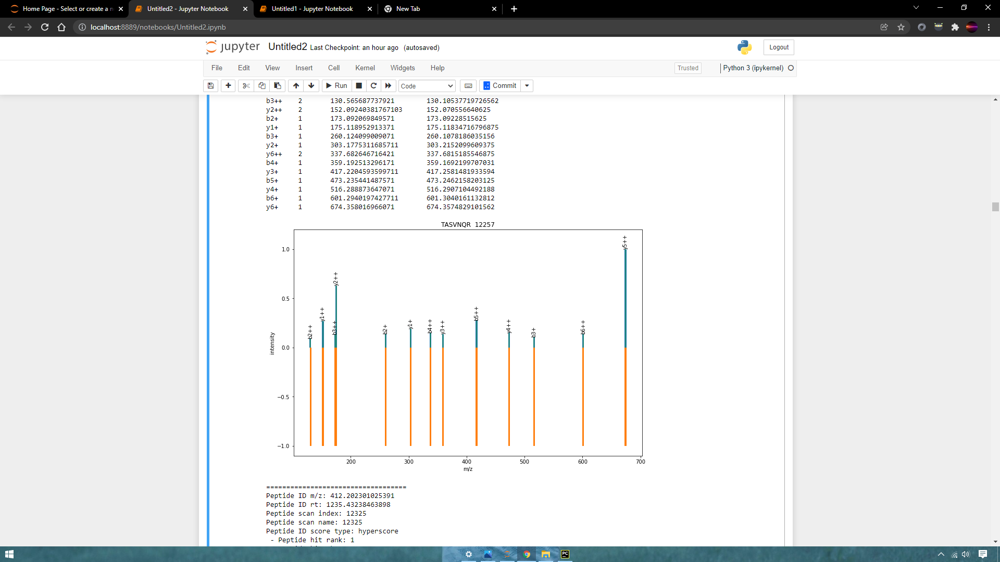 Home Page - Select or create a n
Untitled2 - Jupyter Notebook
Untitled1 - Jupyter Notebook
New Tab
localhost:8889/notebooks/Untitled2.ipynb
jupyter Untitled2 Last Checkpoint: an hour ago (autosaved)
Logout
File Edit View Insert Cell Kernel Widgets Help
Trusted
Python 3 (ipykernel)
Run
Code
Commit
b3++ 2 130.565687737921 130.10537719726562
y2++ 2 152.09240381767103 152.070556640625
b2+ 1 173.092069849571 173.09228515625
y1+ 1 175.118952913371 175.11834716796875
b3+ 1 260.124099009071 260.1078186035156
y2+ 1 303.1775311685711 303.2152099609375
y6++ 2 337.682646716421 337.6815185546875
b4+ 1 359.192513296171 359.1692199707031
y3+ 1 417.2204593599711 417.2581481933594
b5+ 1 473.235441487571 473.2462158203125
y4+ 1 516.288873647071 516.2907104492188
b6+ 1 601.2940197427711 601.3040161132812
y6+ 1 674.358016966071 674.3574829101562
TASVNQR 12257
1.0
0.5
0.0
−0.5
−1.0
intensity
b2++
y1++
b3++
y2++
b2+
y1+
b4++
y3++
b5++
y4++
b3+
b6++
y5++
200 300 400 500 600 700
m/z
===================================
Peptide ID m/z: 412.202301025391
Peptide ID rt: 1235.43238463898
Peptide scan index: 12325
Peptide scan name: 12325
Peptide ID score type: hyperscore
- Peptide hit rank: 1
PC